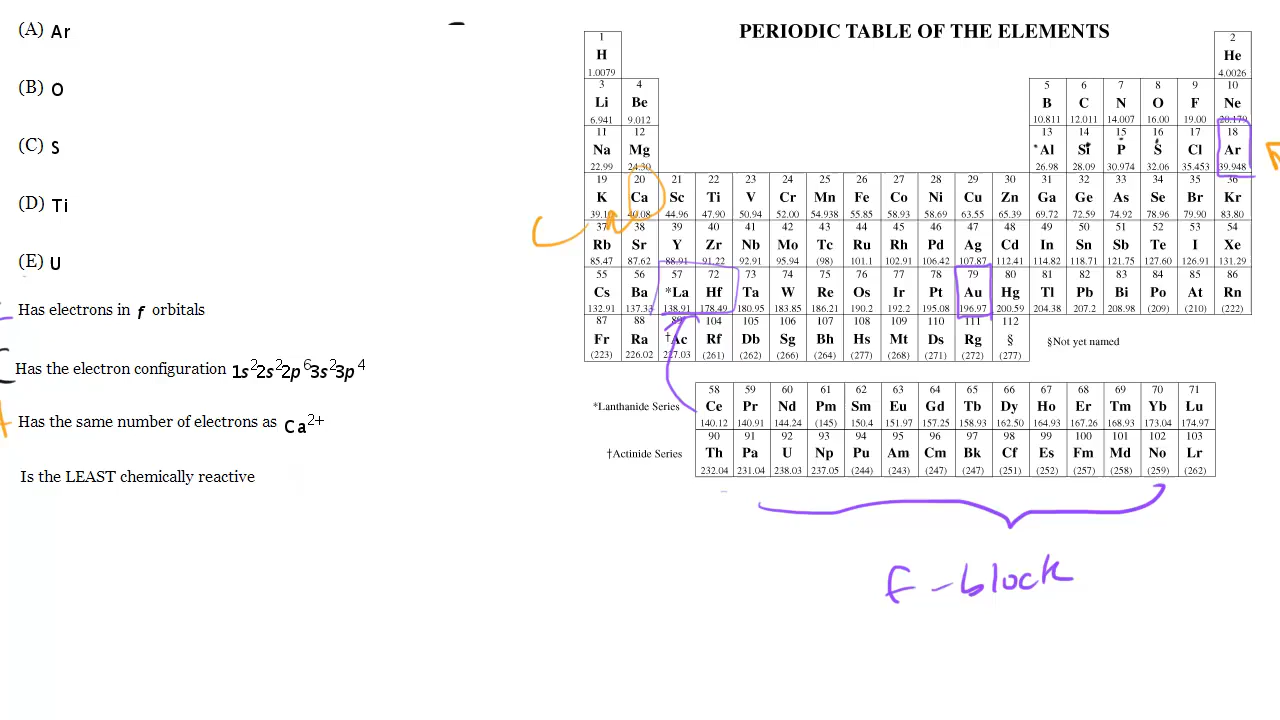 (A) Ar
(B) O
(C) S
(D) Ti
(E) U
Has electrons in f orbitals
C Has the electron configuration 1s²2s²2p⁶3s²3p⁴
A Has the same number of electrons as Ca²⁺
Is the LEAST chemically reactive
PERIODIC TABLE OF THE ELEMENTS
1 2
H He
1.0079 4.0026
3 4 5 6 7 8 9 10
Li Be B C N O F Ne
6.941 9.012 10.811 12.011 14.007 16.00 19.00 20.179
11 12 13 14 15 16 17 18
Na Mg Al Si P S Cl Ar
22.99 24.30 26.98 28.09 30.974 32.06 35.453 39.948
19 20 21 22 23 24 25 26 27 28 29 30 31 32 33 34 35 36
K Ca Sc Ti V Cr Mn Fe Co Ni Cu Zn Ga Ge As Se Br Kr
39.10 40.08 44.96 47.90 50.94 52.00 54.938 55.85 58.93 58.69 63.55 65.39 69.72 72.59 74.92 78.96 79.90 83.80
37 38 39 40 41 42 43 44 45 46 47 48 49 50 51 52 53 54
Rb Sr Y Zr Nb Mo Tc Ru Rh Pd Ag Cd In Sn Sb Te I Xe
85.47 87.62 88.91 91.22 92.91 95.94 (98) 101.1 102.91 106.42 107.87 112.41 114.82 118.71 121.75 127.60 126.91 131.29
55 56 57 72 73 74 75 76 77 78 79 80 81 82 83 84 85 86
Cs Ba *La Hf Ta W Re Os Ir Pt Au Hg Tl Pb Bi Po At Rn
132.91 137.33 138.91 178.49 180.95 183.85 186.21 190.2 192.2 195.08 196.97 200.59 204.38 207.2 208.98 (209) (210) (222)
87 88 89 104 105 106 107 108 109 110 111 112
Fr Ra †Ac Rf Db Sg Bh Hs Mt Ds Rg § §Not yet named
(223) 226.02 227.03 (261) (262) (266) (264) (277) (268) (271) (272) (277)
58 59 60 61 62 63 64 65 66 67 68 69 70 71
*Lanthanide Series Ce Pr Nd Pm Sm Eu Gd Tb Dy Ho Er Tm Yb Lu
140.12 140.91 144.24 (145) 150.4 151.97 157.25 158.93 162.50 164.93 167.26 168.93 173.04 174.97
90 91 92 93 94 95 96 97 98 99 100 101 102 103
†Actinide Series Th Pa U Np Pu Am Cm Bk Cf Es Fm Md No Lr
232.04 231.04 238.03 237.05 (244) (243) (247) (247) (251) (252) (257) (258) (259) (262)
f-block